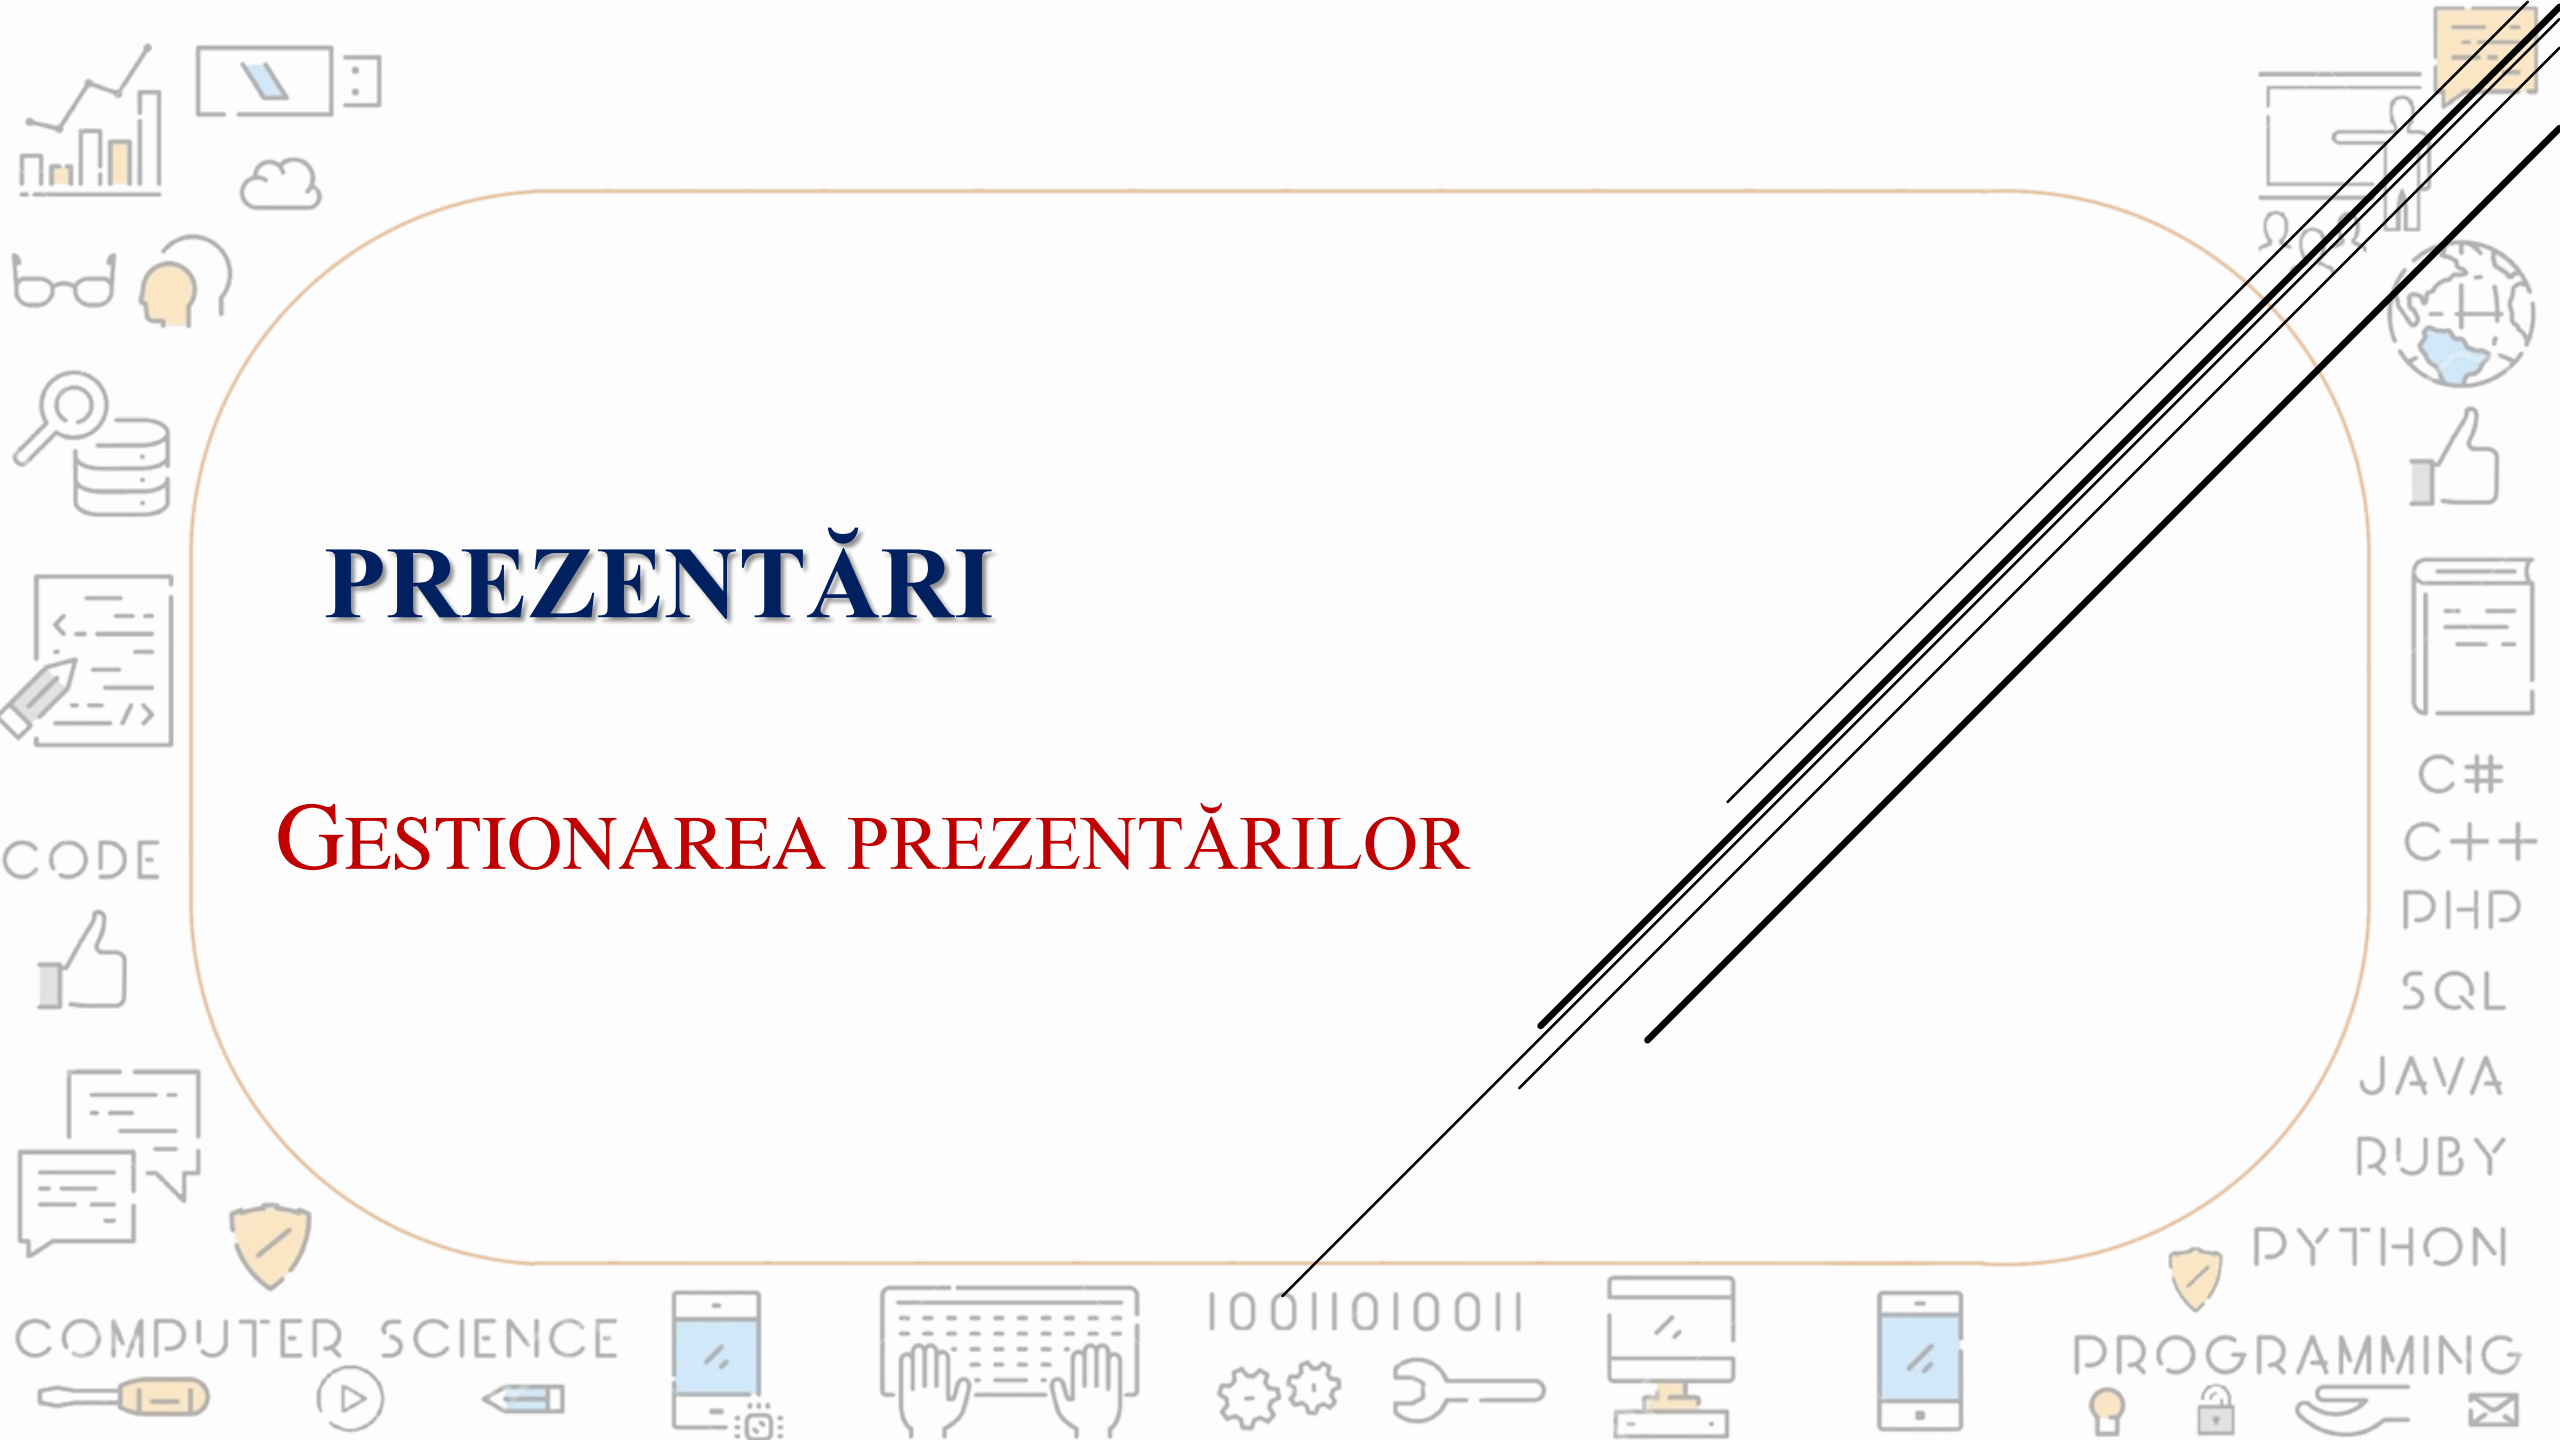 PREZENTĂRI
GESTIONAREA PREZENTĂRILOR
CODE
C#
C++
PHP
SQL
JAVA
RUBY
PYTHON
COMPUTER SCIENCE
10011010011
PROGRAMMING